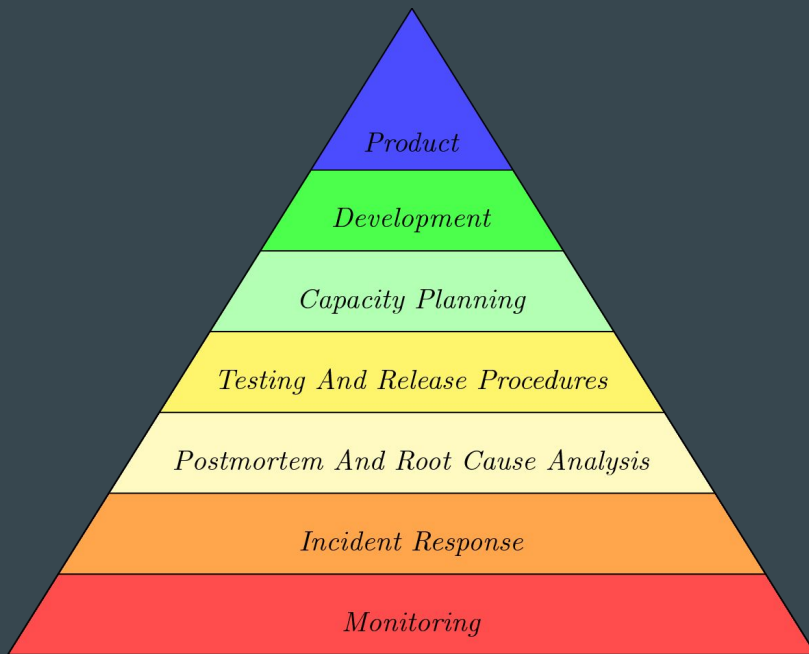 Product
Development
Capacity Planning
Testing And Release Procedures
Postmortem And Root Cause Analysis
Incident Response
Monitoring